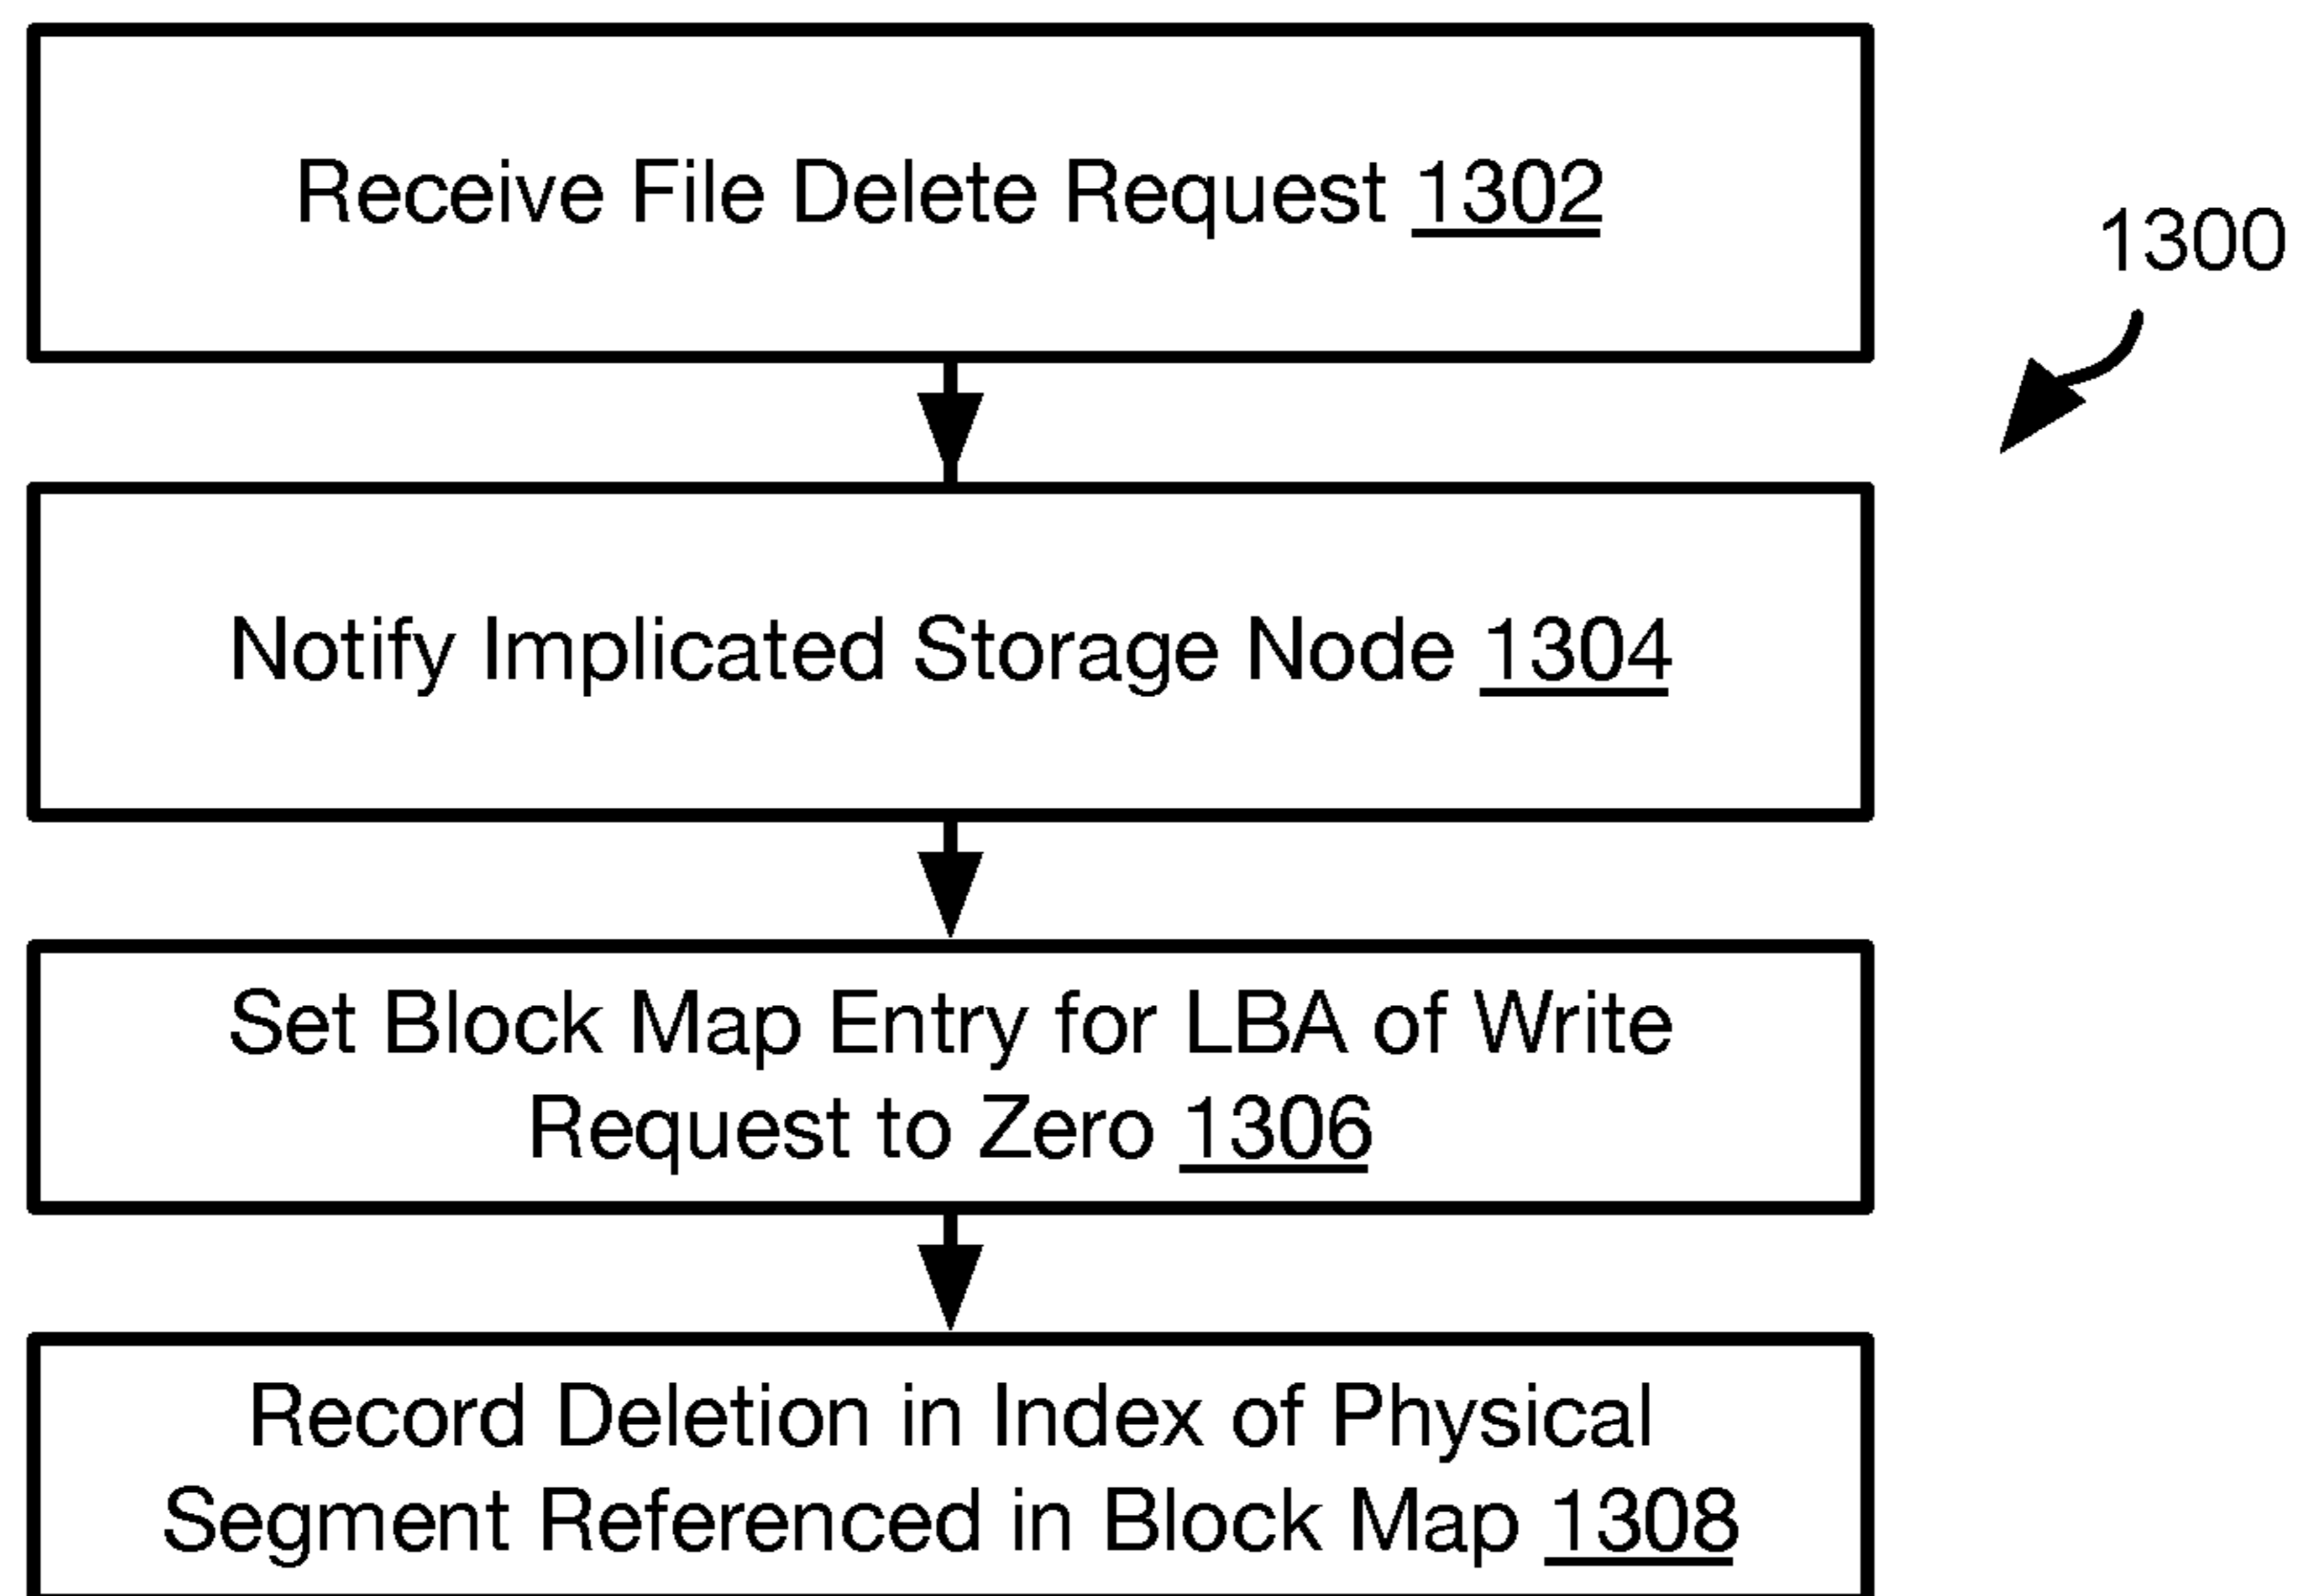 Receive File Delete Request 1302
1300
Notify Implicated Storage Node 1304
Set Block Map Entry for LBA of Write
Request to Zero 1306
Record Deletion in Index of Physical
Segment Referenced in Block Map 1308